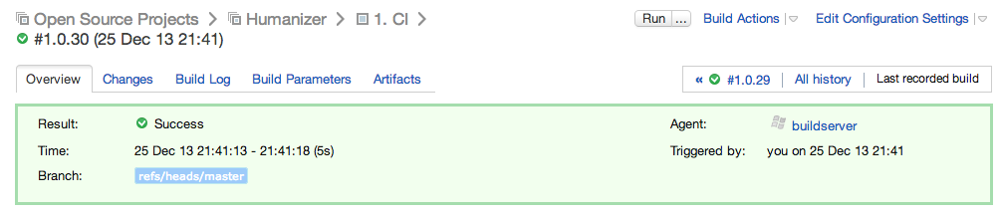 Open Source Projects > Humanizer > 1. CI > Run ... Build Actions Edit Configuration Settings
#1.0.30 (25 Dec 13 21:41)
Overview Changes Build Log Build Parameters Artifacts « #1.0.29 All history Last recorded build
Result: Success Agent: buildserver
Time: 25 Dec 13 21:41:13 - 21:41:18 (5s) Triggered by: you on 25 Dec 13 21:41
Branch: refs/heads/master